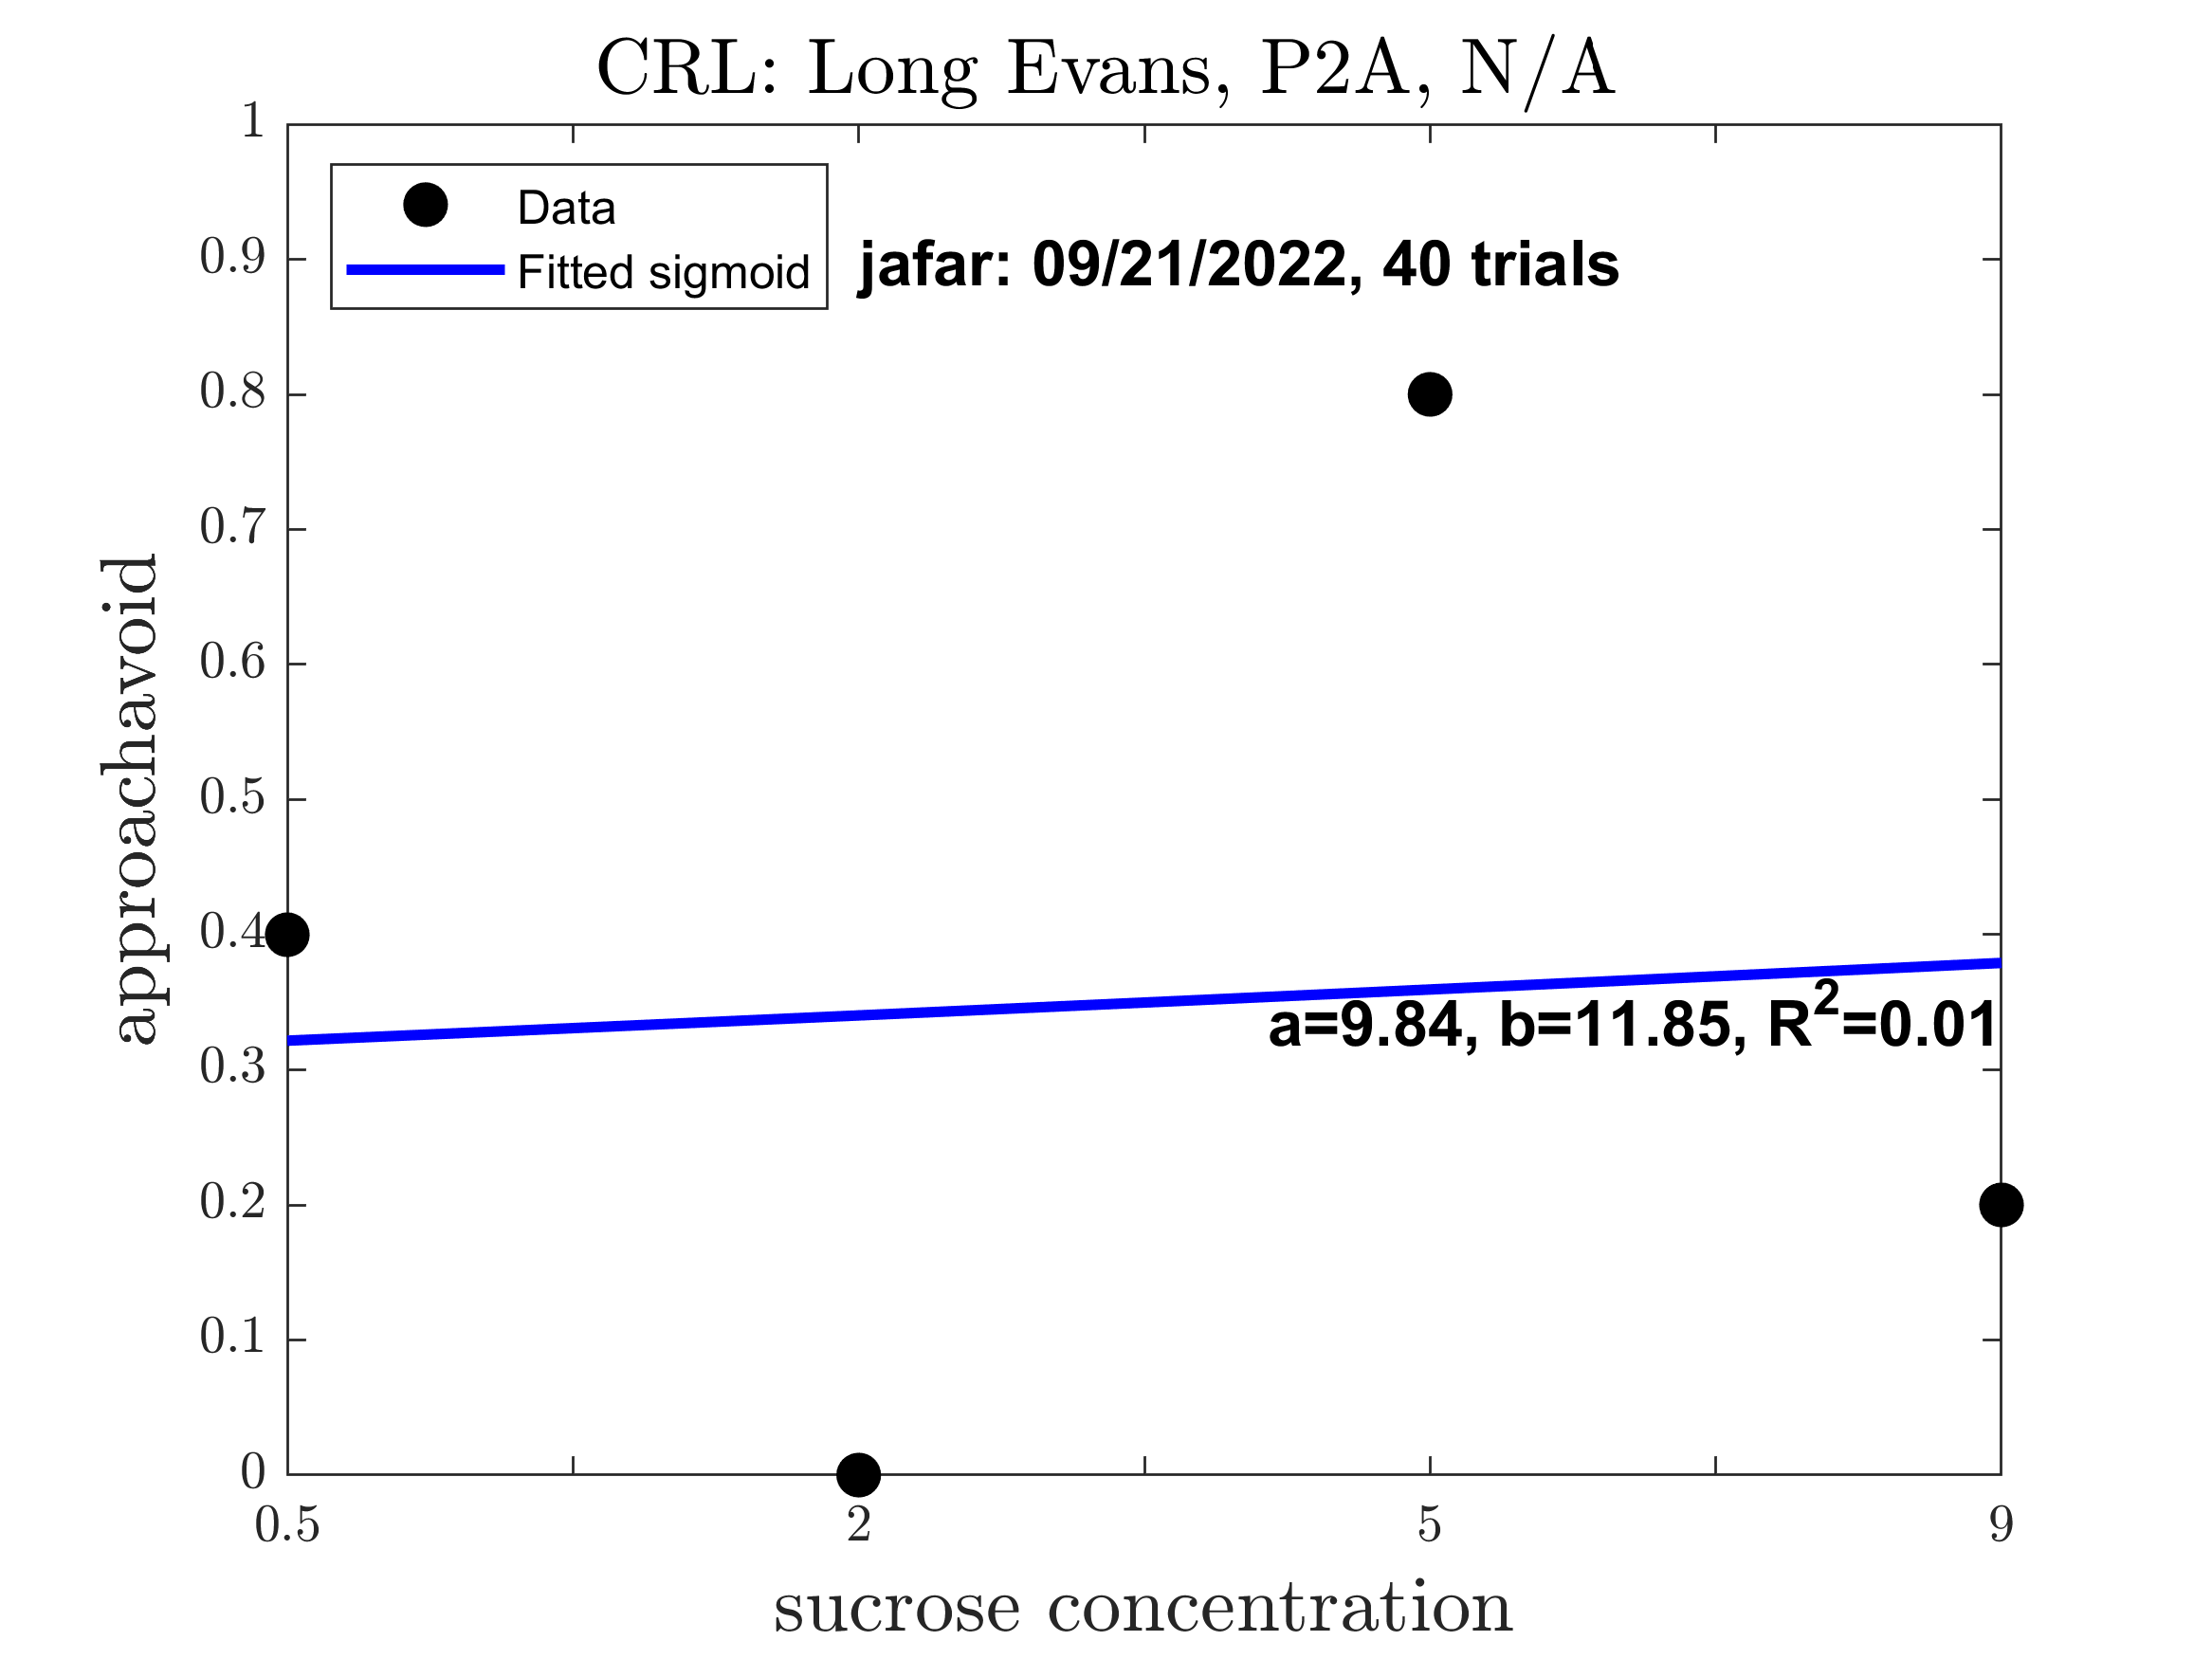 CRL: Long Evans, P2A, N/A
1
0.9
0.8
0.7
0.6
0.5
0.4
0.3
0.2
0.1
0
approachavoid
Data
Fitted sigmoid
jafar: 09/21/2022, 40 trials
a=9.84, b=11.85, R²=0.01
0.5 2 5 9
sucrose concentration